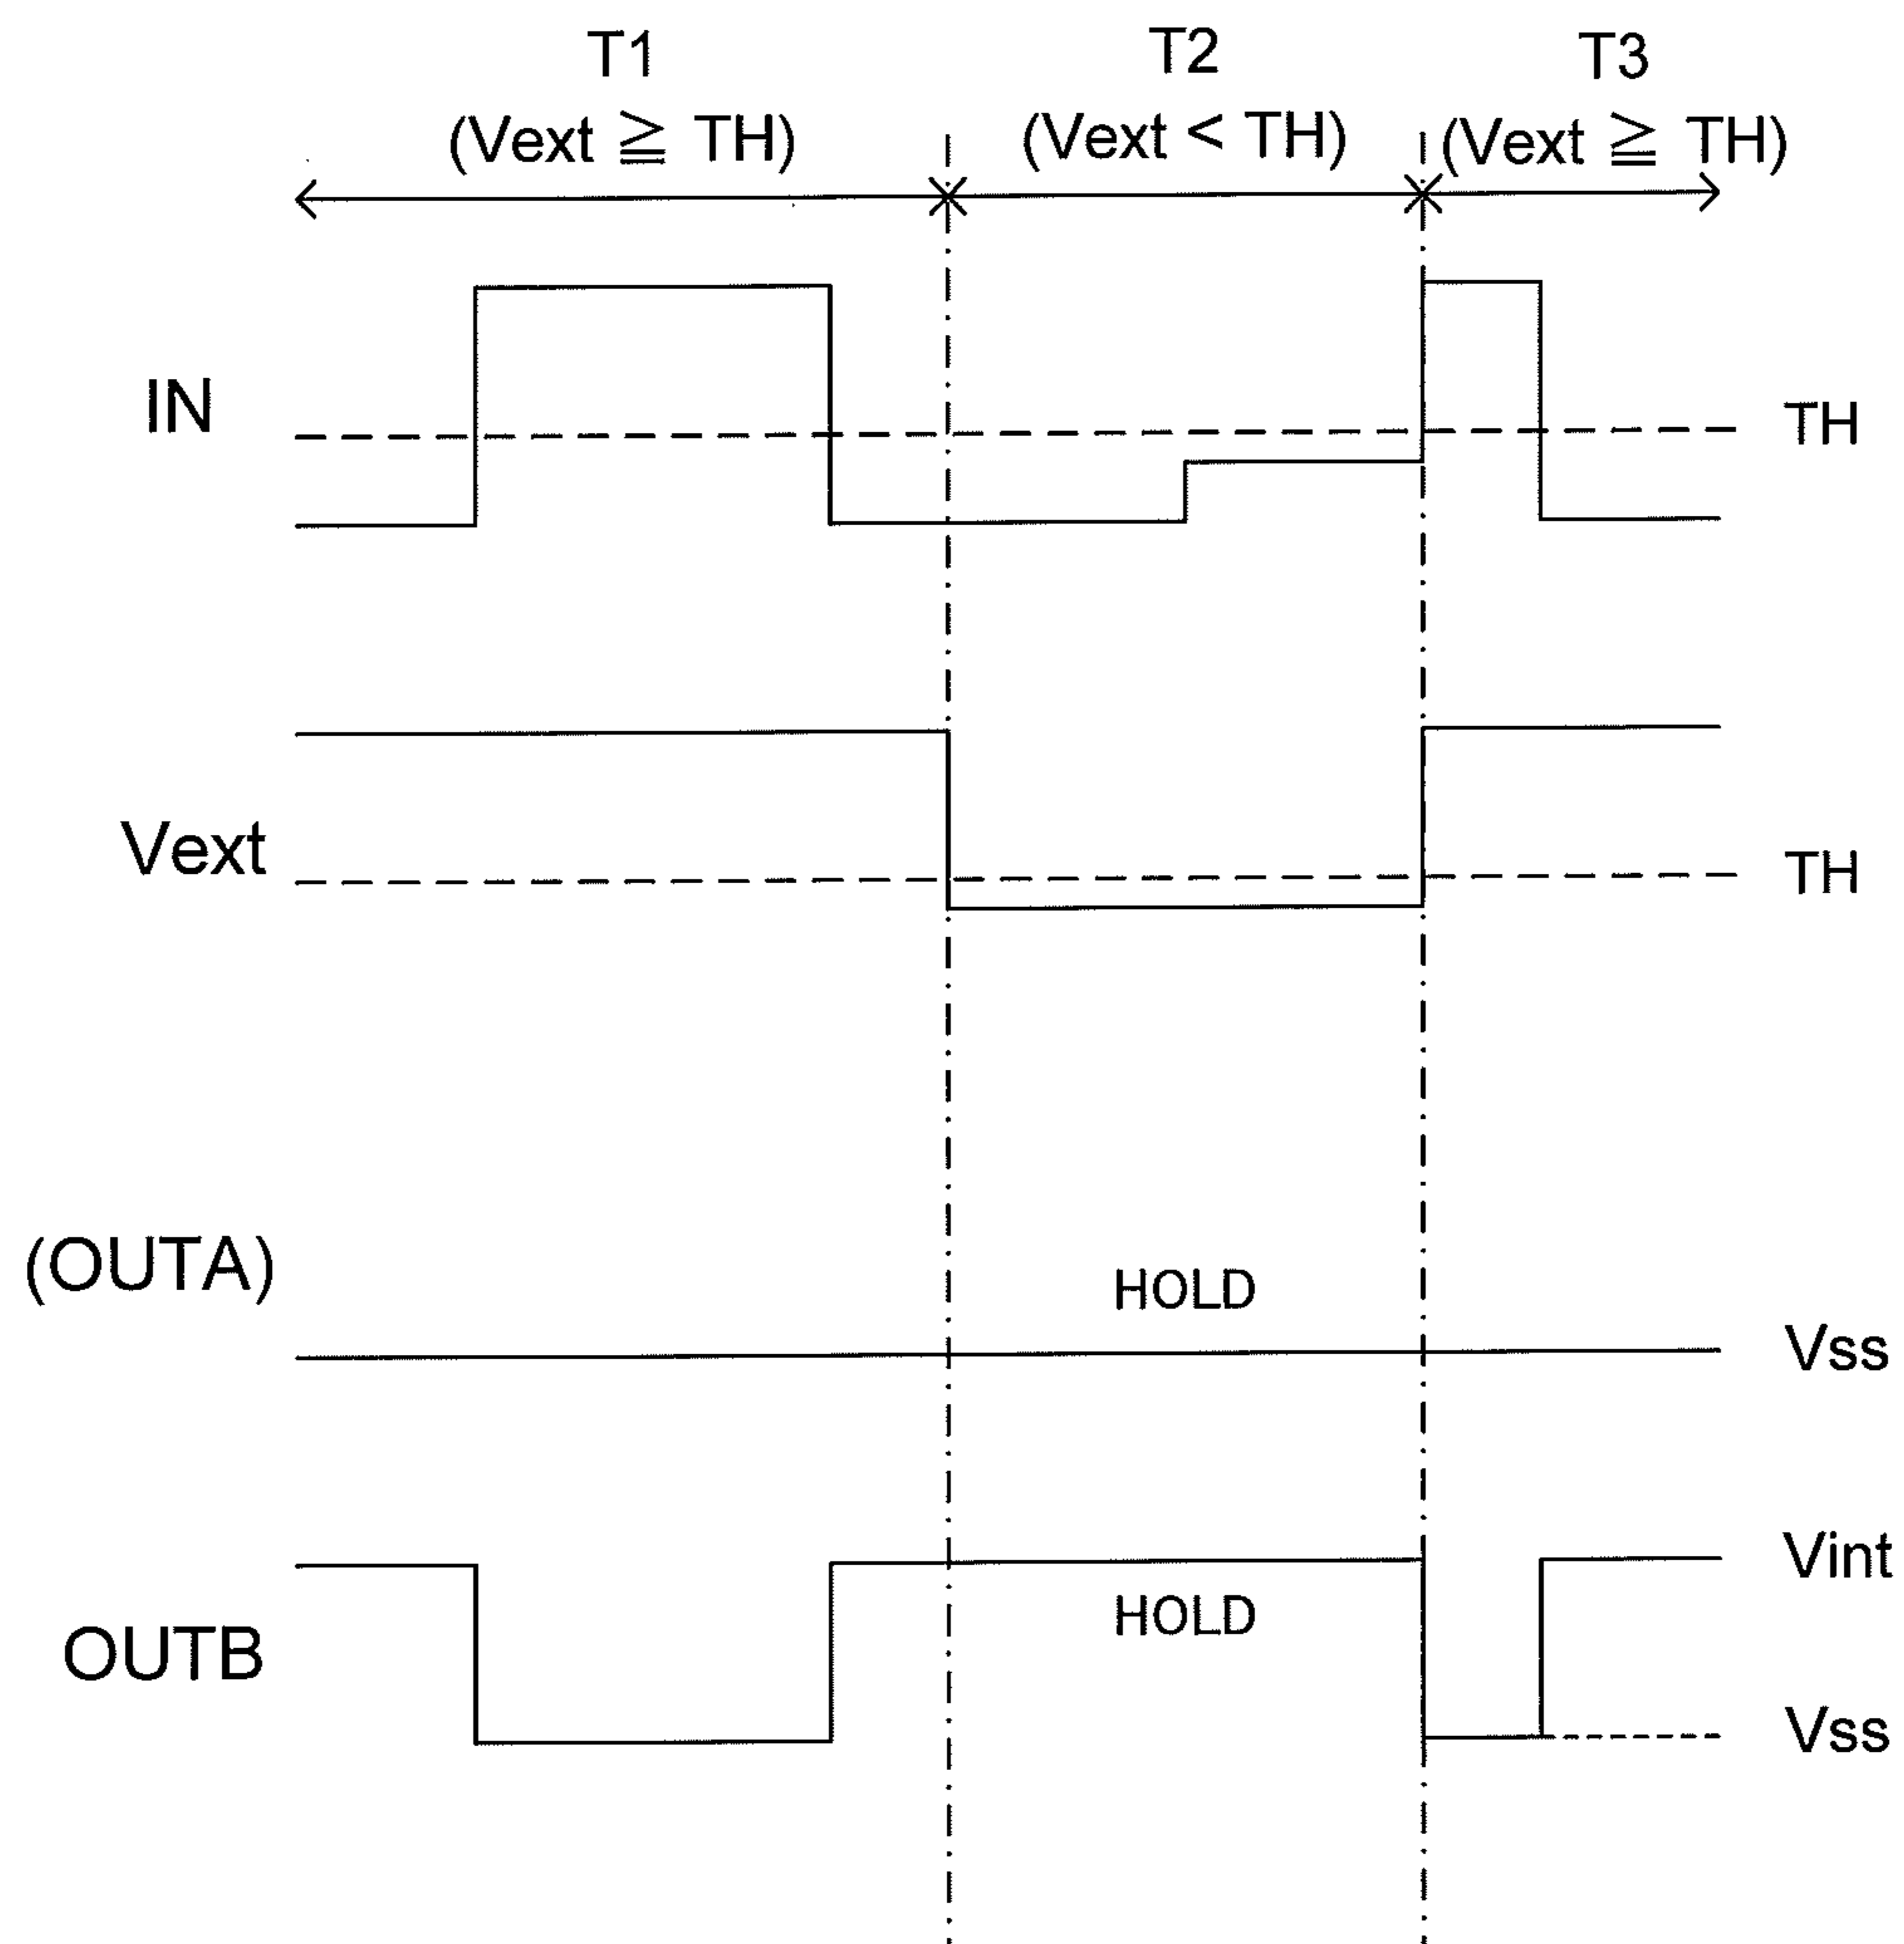 T1
T2
T3
(Vext ≧ TH)
(Vext < TH)
(Vext ≧ TH)
IN
TH
Vext
TH
(OUTA)
HOLD
Vss
Vint
HOLD
OUTB
Vss